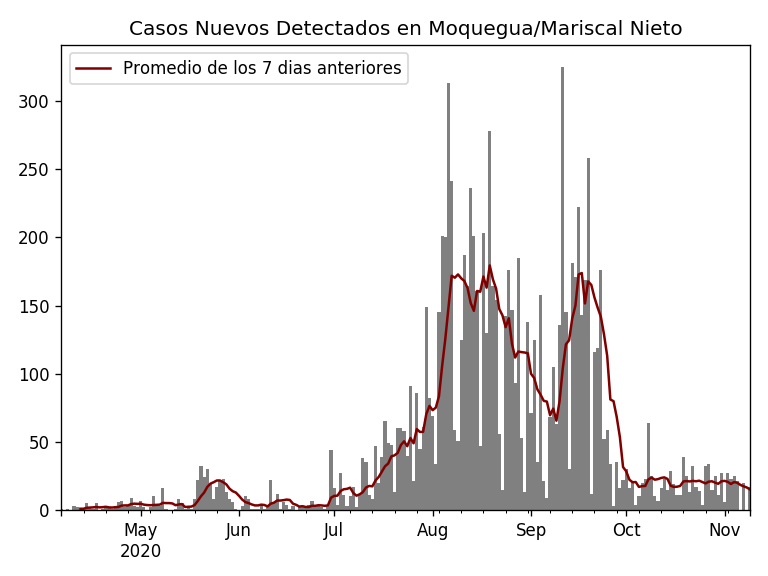 Casos Nuevos Detectados en Moquegua/Mariscal Nieto
Promedio de los 7 dias anteriores
300
250
200
150
100
50
0
May Jun Jul Aug Sep Oct Nov
2020